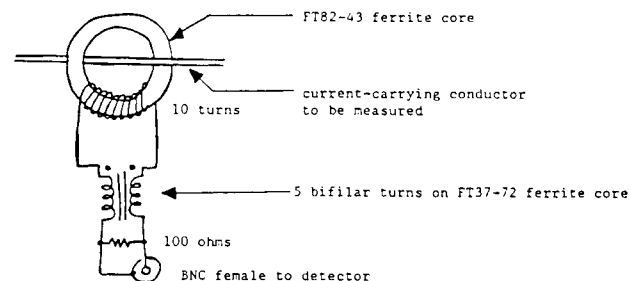 FT82-43 ferrite core
current-carrying conductor
to be measured
10 turns
5 bifilar turns on FT37-72 ferrite core
100 ohms
BNC female to detector